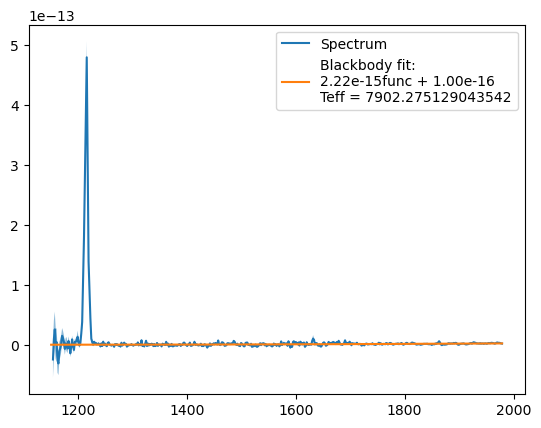 1e−13
Spectrum
Blackbody fit:
2.22e-15func + 1.00e-16
Teff = 7902.275129043542
5
4
3
2
1
0
1200
1400
1600
1800
2000